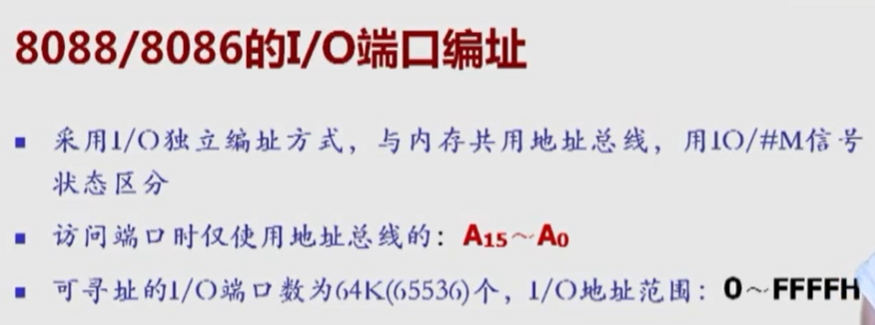 8088/8086的I/O端口编址
采用I/O独立编址方式，与内存共用地址总线，用IO/#M信号
状态区分
访问端口时仅使用地址总线的：A15～A0
可寻址的I/O端口数为64K(65536)个，I/O地址范围：0～FFFFH